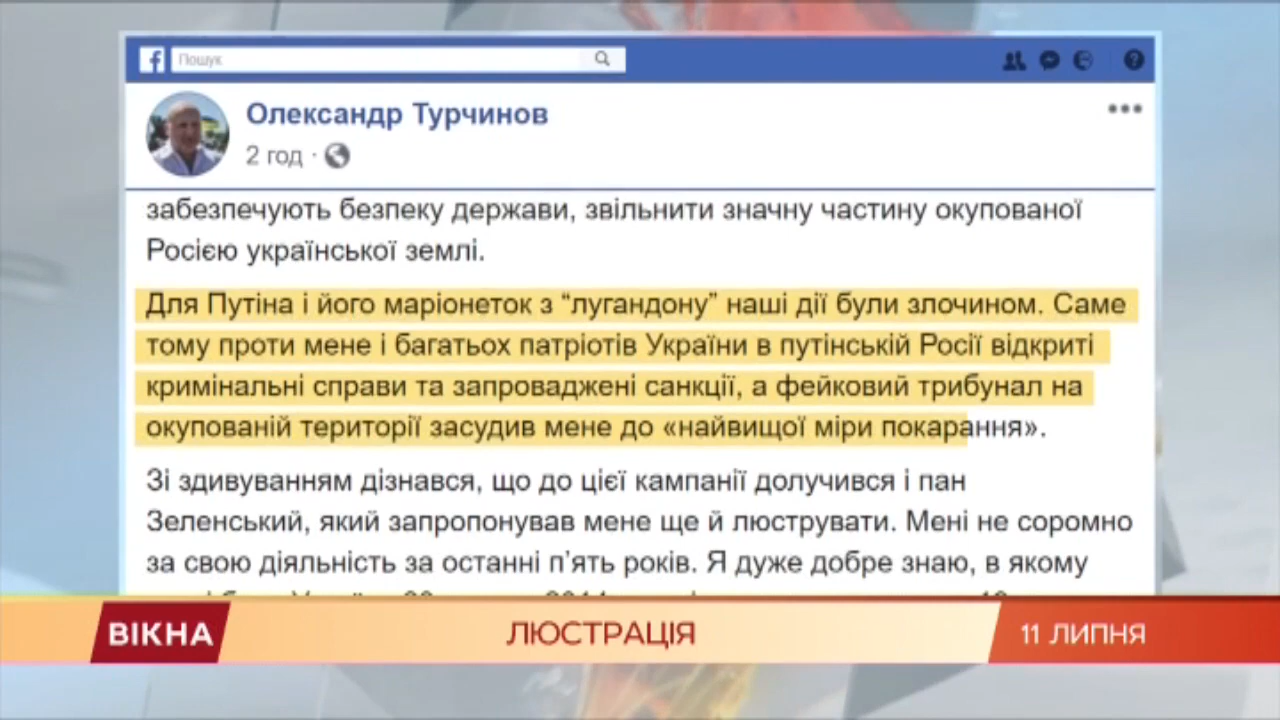 Пошук
Олександр Турчинов
2 год ·
забезпечують безпеку держави, звільнити значну частину окупованої
Росією української землі.
Для Путіна і його маріонеток з “лугандону” наші дії були злочином. Саме
тому проти мене і багатьох патріотів України в путінській Росії відкриті
кримінальні справи та запроваджені санкції, а фейковий трибунал на
окупованій території засудив мене до «найвищої міри покарання».
Зі здивуванням дізнався, що до цієї кампанії долучився і пан
Зеленський, який запропонував мене ще й люструвати. Мені не соромно
за свою діяльність за останні п’ять років. Я дуже добре знаю, в якому
ВІКНА
ЛЮСТРАЦІЯ
11 ЛИПНЯ